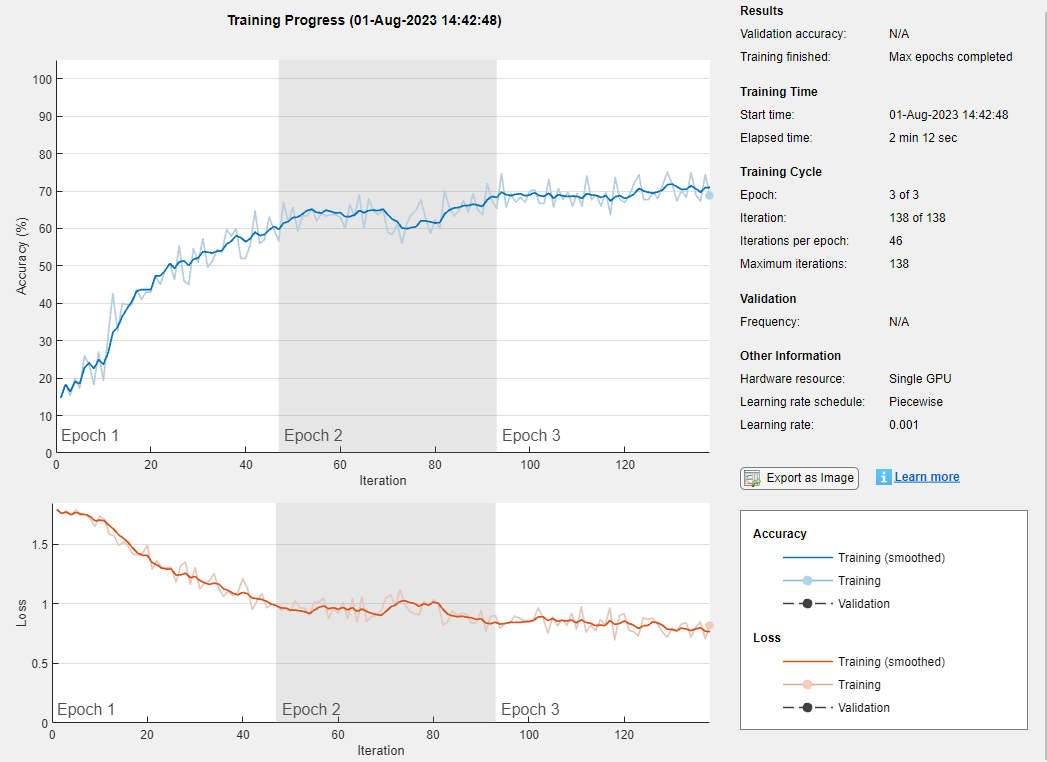 Training Progress (01-Aug-2023 14:42:48)
100
90
80
70
60
50
40
30
20
10
0
Accuracy (%)
Epoch 1
Epoch 2
Epoch 3
0 20 40 60 80 100 120
Iteration
1.5
1
0.5
0
Loss
Epoch 1
Epoch 2
Epoch 3
0 20 40 60 80 100 120
Iteration
Results
Validation accuracy: N/A
Training finished: Max epochs completed
Training Time
Start time: 01-Aug-2023 14:42:48
Elapsed time: 2 min 12 sec
Training Cycle
Epoch: 3 of 3
Iteration: 138 of 138
Iterations per epoch: 46
Maximum iterations: 138
Validation
Frequency: N/A
Other Information
Hardware resource: Single GPU
Learning rate schedule: Piecewise
Learning rate: 0.001
Export as Image
i Learn more
Accuracy
Training (smoothed)
Training
Validation
Loss
Training (smoothed)
Training
Validation